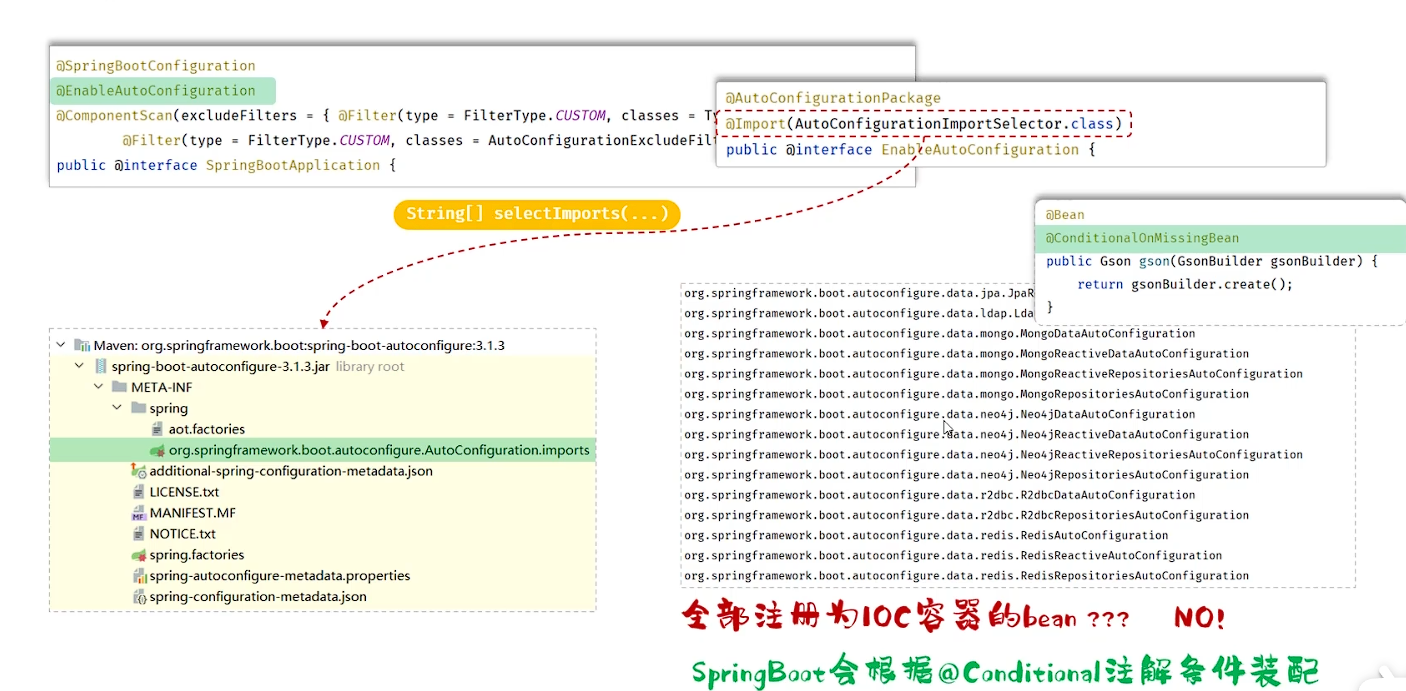 @SpringBootConfiguration
@EnableAutoConfiguration
@ComponentScan(excludeFilters = { @Filter(type = FilterType.CUSTOM, classes = Ty
@Filter(type = FilterType.CUSTOM, classes = AutoConfigurationExcludeFil
public @interface SpringBootApplication {
@AutoConfigurationPackage
@Import(AutoConfigurationImportSelector.class)
public @interface EnableAutoConfiguration {
String[] selectImports(...)
@Bean
@ConditionalOnMissingBean
public Gson gson(GsonBuilder gsonBuilder) {
return gsonBuilder.create();
}
Maven: org.springframework.boot:spring-boot-autoconfigure:3.1.3
spring-boot-autoconfigure-3.1.3.jar library root
META-INF
spring
aot.factories
org.springframework.boot.autoconfigure.AutoConfiguration.imports
additional-spring-configuration-metadata.json
LICENSE.txt
MANIFEST.MF
NOTICE.txt
spring.factories
spring-autoconfigure-metadata.properties
spring-configuration-metadata.json
org.springframework.boot.autoconfigure.data.jpa.JpaR
org.springframework.boot.autoconfigure.data.ldap.Lda
org.springframework.boot.autoconfigure.data.mongo.MongoDataAutoConfiguration
org.springframework.boot.autoconfigure.data.mongo.MongoReactiveDataAutoConfiguration
org.springframework.boot.autoconfigure.data.mongo.MongoReactiveRepositoriesAutoConfiguration
org.springframework.boot.autoconfigure.data.mongo.MongoRepositoriesAutoConfiguration
org.springframework.boot.autoconfigure.data.neo4j.Neo4jDataAutoConfiguration
org.springframework.boot.autoconfigure.data.neo4j.Neo4jReactiveDataAutoConfiguration
org.springframework.boot.autoconfigure.data.neo4j.Neo4jReactiveRepositoriesAutoConfiguration
org.springframework.boot.autoconfigure.data.neo4j.Neo4jRepositoriesAutoConfiguration
org.springframework.boot.autoconfigure.data.r2dbc.R2dbcDataAutoConfiguration
org.springframework.boot.autoconfigure.data.r2dbc.R2dbcRepositoriesAutoConfiguration
org.springframework.boot.autoconfigure.data.redis.RedisAutoConfiguration
org.springframework.boot.autoconfigure.data.redis.RedisReactiveAutoConfiguration
org.springframework.boot.autoconfigure.data.redis.RedisRepositoriesAutoConfiguration
全部注册为IOC容器的bean ??? NO!
SpringBoot会根据@Conditional注解条件装配